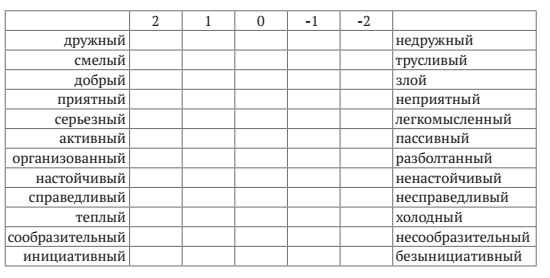 2 1 0 -1 -2
дружный недружный
смелый трусливый
добрый злой
приятный неприятный
серьезный легкомысленный
активный пассивный
организованный разболтанный
настойчивый ненастойчивый
справедливый несправедливый
теплый холодный
сообразительный несообразительный
инициативный безынициативный